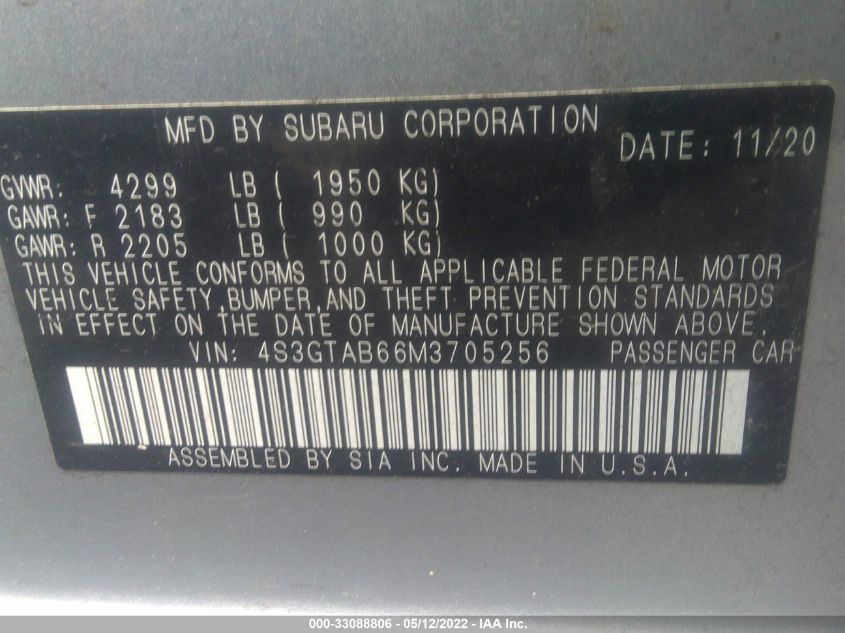 MFD BY SUBARU CORPORATION DATE: 11/20
GVWR: 4299 LB ( 1950 KG)
GAWR: F 2183 LB ( 990 KG)
GAWR: R 2205 LB ( 1000 KG)
THIS VEHICLE CONFORMS TO ALL APPLICABLE FEDERAL MOTOR
VEHICLE SAFETY,BUMPER,AND THEFT PREVENTION STANDARDS
IN EFFECT ON THE DATE OF MANUFACTURE SHOWN ABOVE.
VIN: 4S3GTAB66M3705256 PASSENGER CAR
ASSEMBLED BY SIA INC. MADE IN U.S.A.
000-33088806 - 05/12/2022 - IAA Inc.